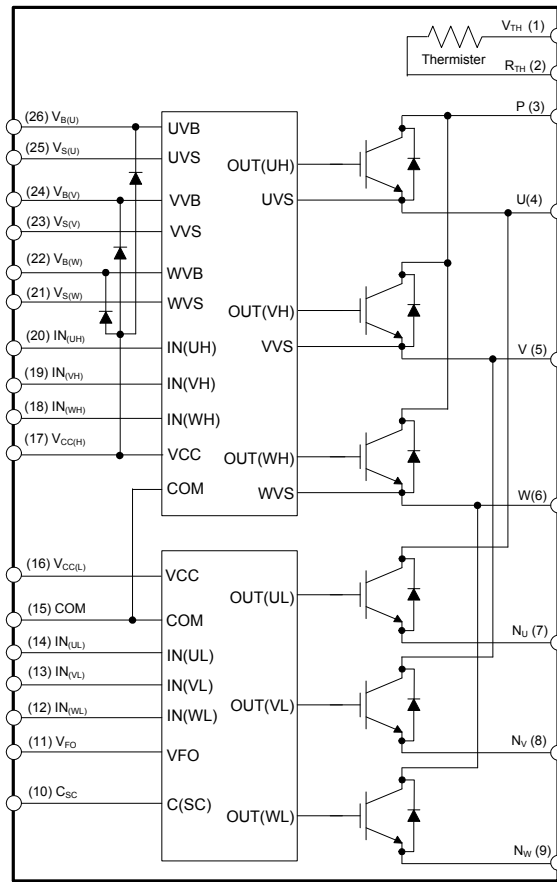 VTH (1)
Thermister
RTH (2)
P (3)
(26) VB(U)
UVB
(25) VS(U)
UVS
OUT(UH)
(24) VB(V)
VVB
UVS
U(4)
(23) VS(V)
VVS
(22) VB(W)
WVB
(21) VS(W)
WVS
OUT(VH)
(20) IN(UH)
IN(UH)
VVS
V (5)
(19) IN(VH)
IN(VH)
(18) IN(WH)
IN(WH)
(17) VCC(H)
VCC
OUT(WH)
COM
WVS
W(6)
(16) VCC(L)
VCC
OUT(UL)
(15) COM
COM
(14) IN(UL)
IN(UL)
NU (7)
(13) IN(VL)
IN(VL)
OUT(VL)
(12) IN(WL)
IN(WL)
(11) VFO
VFO
NV (8)
(10) CSC
C(SC)
OUT(WL)
NW (9)